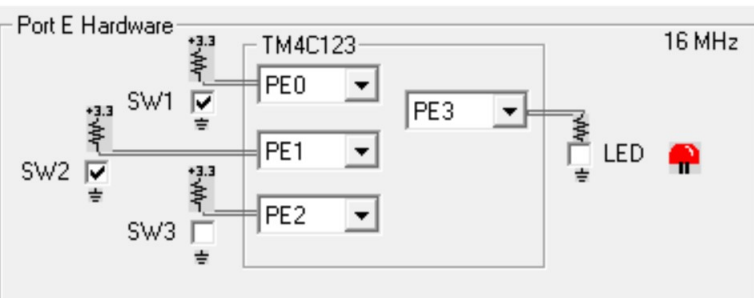 Port E Hardware
16 MHz
TM4C123
+3.3
PE0
SW1
PE3
+3.3
PE1
LED
SW2
+3.3
PE2
SW3